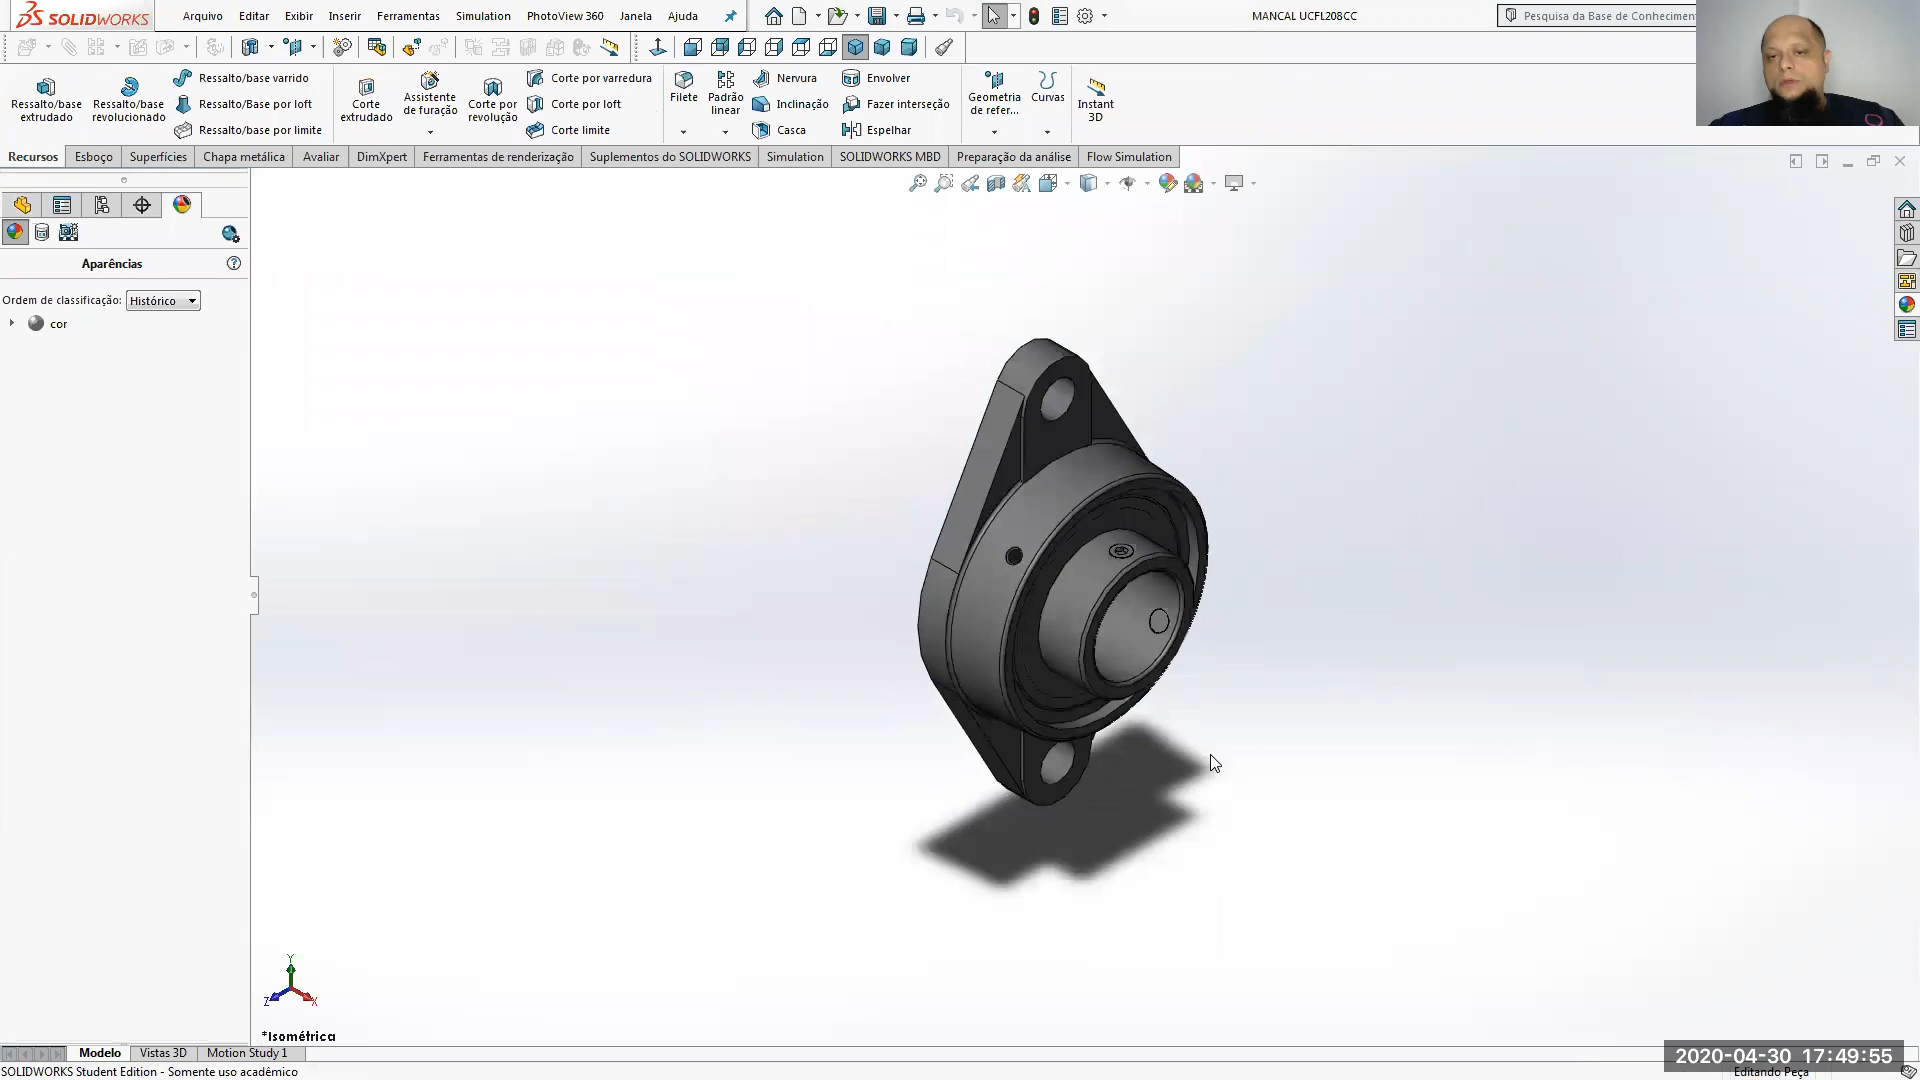 SOLIDWORKS
Arquivo Editar Exibir Inserir Ferramentas Simulation PhotoView 360 Janela Ajuda
MANCAL UCFL208CC
Pesquisa da Base de Conhecimen
Ressalto/base extrudado
Ressalto/base revolucionado
Ressalto/base varrido
Ressalto/Base por loft
Ressalto/base por limite
Corte extrudado
Assistente de furação
Corte por revolução
Corte por varredura
Corte por loft
Corte limite
Filete
Padrão linear
Nervura
Inclinação
Casca
Envolver
Fazer interseção
Espelhar
Geometria de refer...
Curvas
Instant 3D
Recursos Esboço Superfícies Chapa metálica Avaliar DimXpert Ferramentas de renderização Suplementos do SOLIDWORKS Simulation SOLIDWORKS MBD Preparação da análise Flow Simulation
Aparências
Ordem de classificação: Histórico
cor
Y
Z X
*Isométrica
Modelo Vistas 3D Motion Study 1
2020-04-30 17:49:55
SOLIDWORKS Student Edition - Somente uso acadêmico
Editando Peça